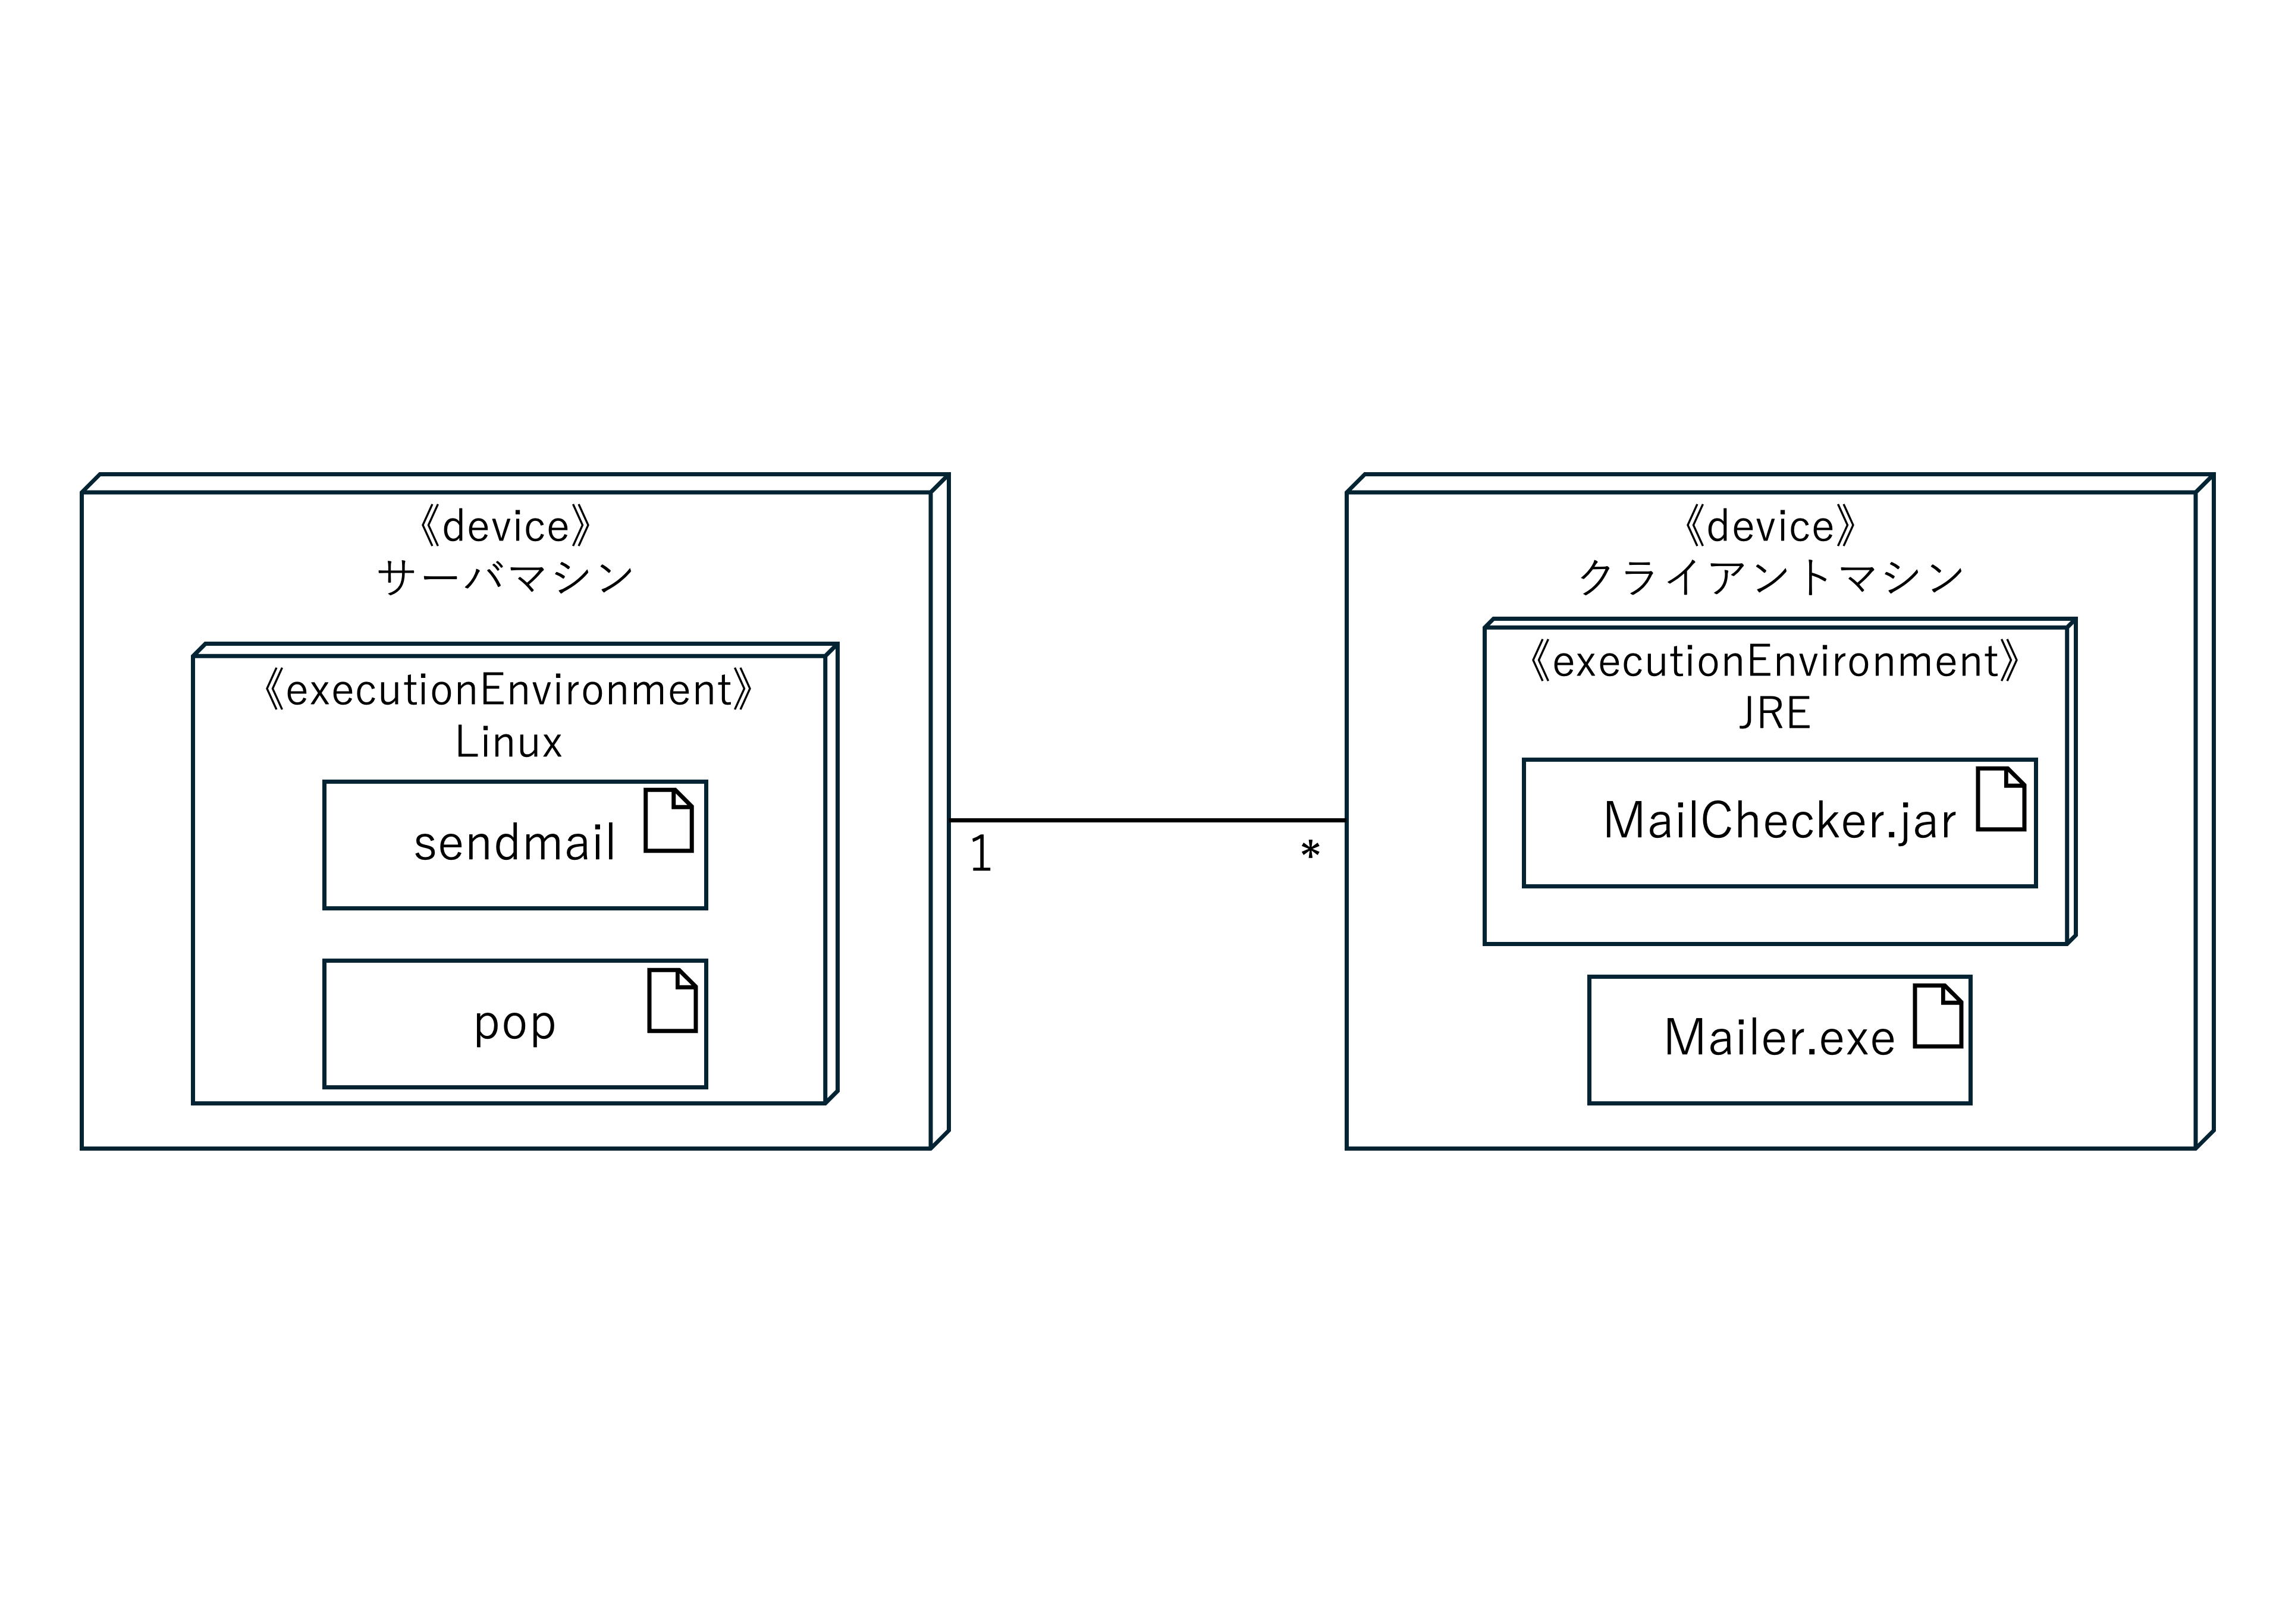 《device》
サーバマシン
《executionEnvironment》
Linux
sendmail
pop
1
*
《device》
クライアントマシン
《executionEnvironment》
JRE
MailChecker.jar
Mailer.exe